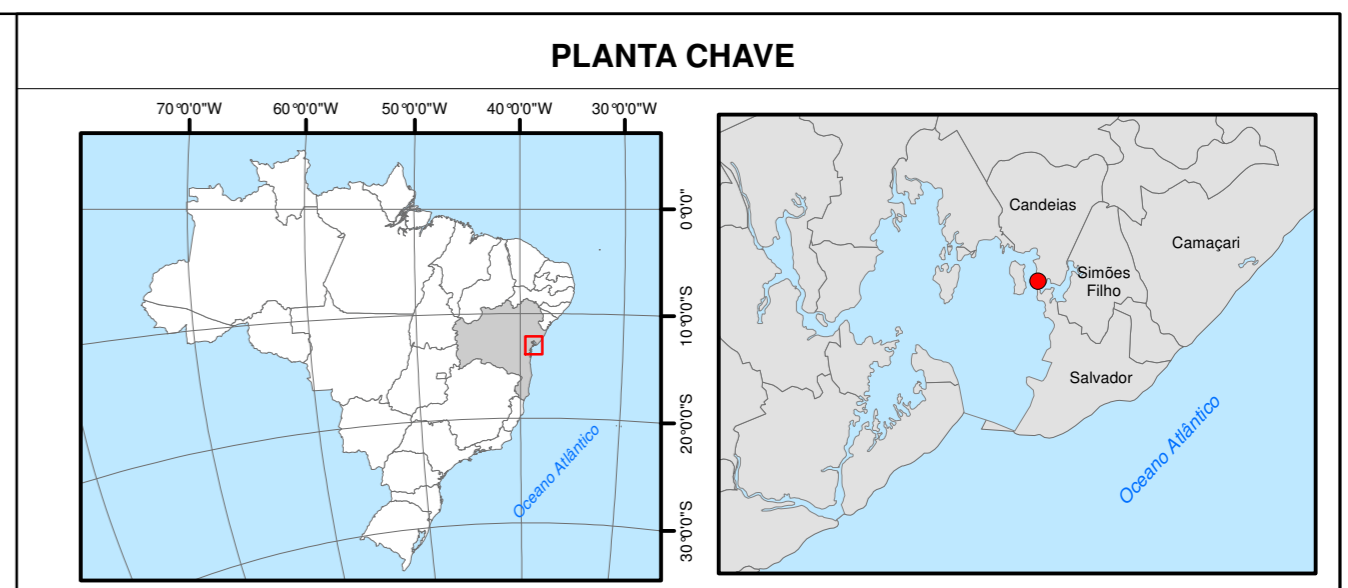 PLANTA CHAVE
70°0'0"W 60°0'0"W 50°0'0"W 40°0'0"W 30°0'0"W
0°0'0"
10°0'0"S
20°0'0"S
30°0'0"S
Oceano Atlântico
Candeias
Camaçari
Simões
Filho
Salvador
Oceano Atlântico